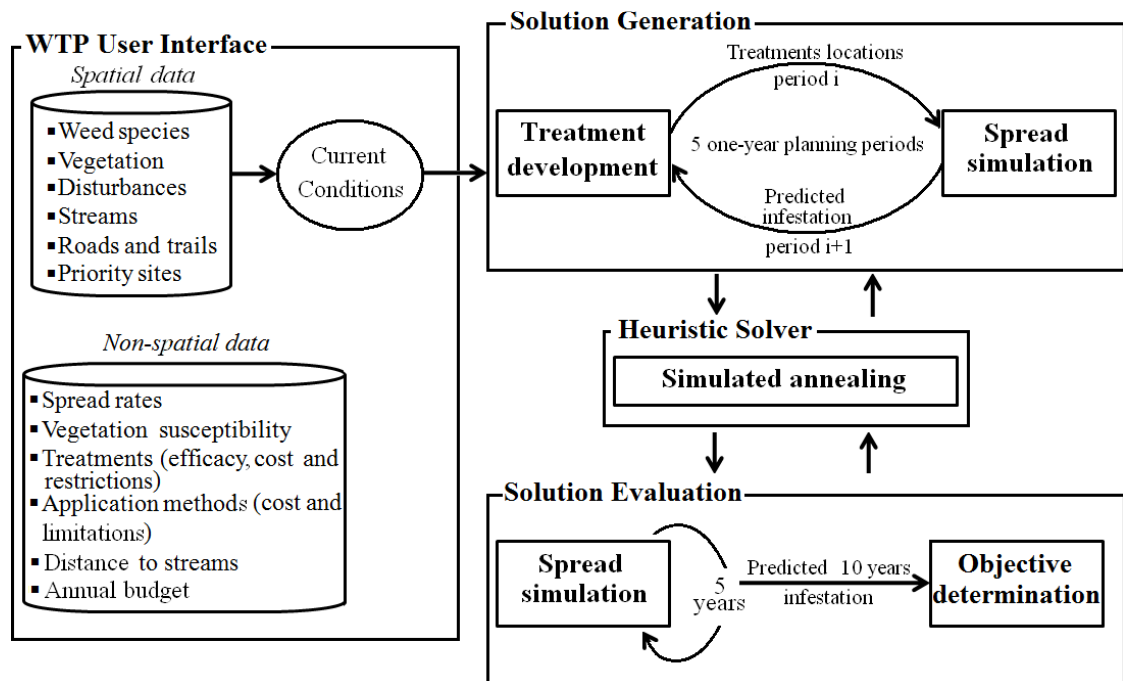 WTP User Interface
Spatial data
▪Weed species
▪Vegetation
▪Disturbances
▪Streams
▪Roads and trails
▪Priority sites
Current
Conditions
Non-spatial data
▪Spread rates
▪Vegetation susceptibility
▪Treatments (efficacy, cost and
restrictions)
▪Application methods (cost and
limitations)
▪Distance to streams
▪Annual budget
Solution Generation
Treatments locations
period i
Treatment
development
5 one-year planning periods
Spread
simulation
Predicted
infestation
period i+1
Heuristic Solver
Simulated annealing
Solution Evaluation
Spread
simulation
5
years
Predicted 10 years
infestation
Objective
determination